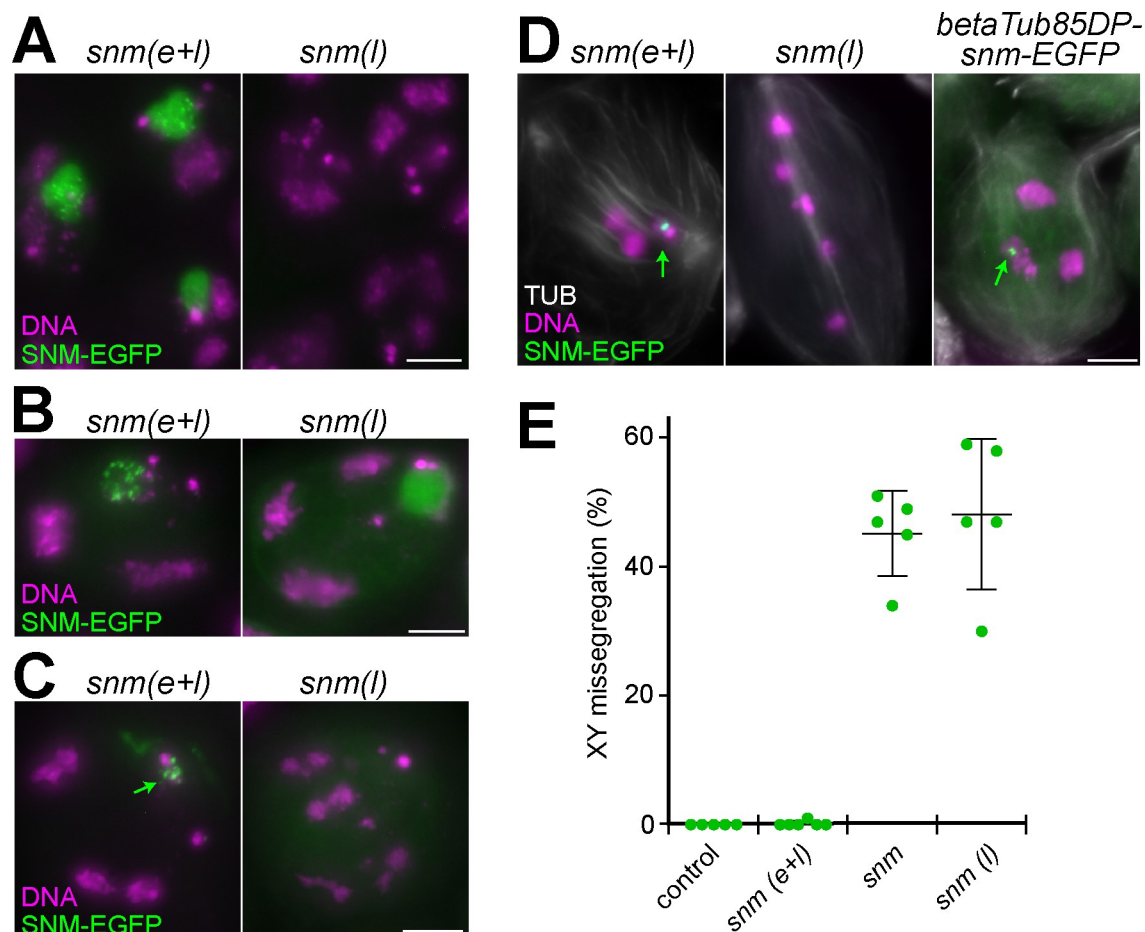 A
snm(e+l)
snm(l)
DNA
SNM-EGFP
B
snm(e+l)
snm(l)
DNA
SNM-EGFP
C
snm(e+l)
snm(l)
DNA
SNM-EGFP
D
snm(e+l)
snm(l)
betaTub85DP-
snm-EGFP
TUB
DNA
SNM-EGFP
E
XY missegregation (%)
60
40
20
0
control
snm (e+l)
snm
snm (l)